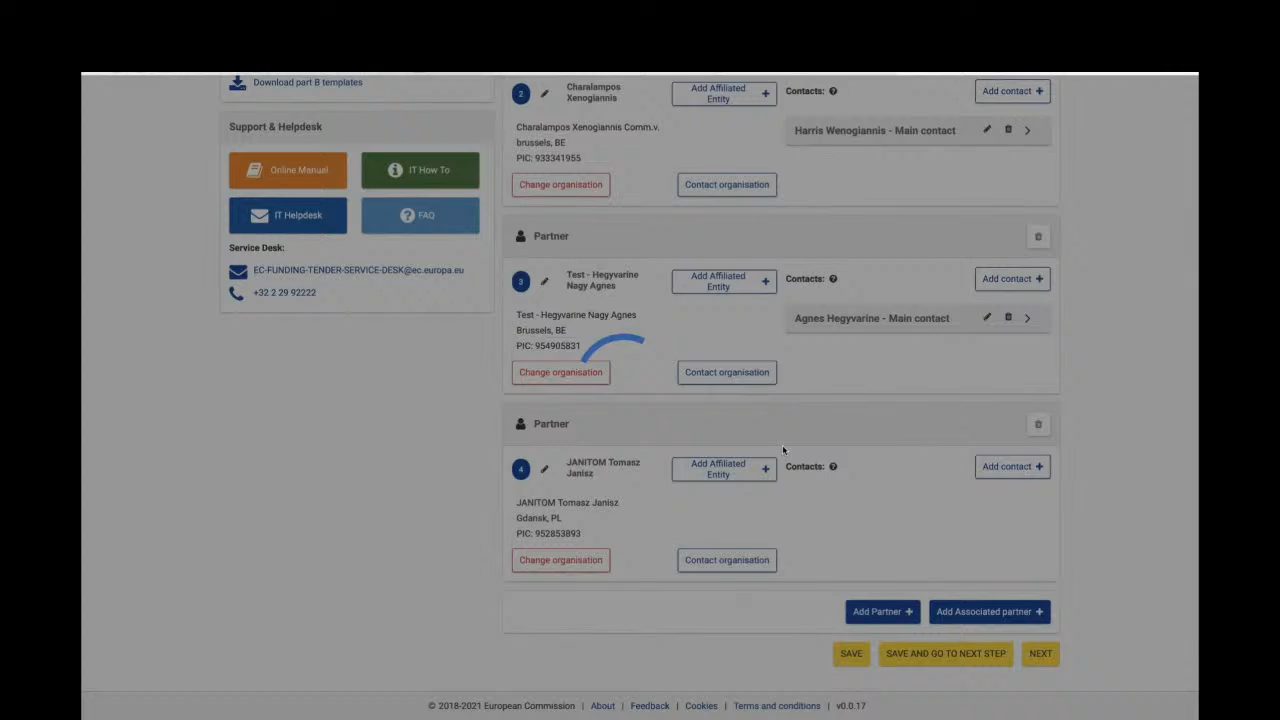 Download part B templates
Support & Helpdesk
Online Manual
IT How To
IT Helpdesk
FAQ
Service Desk:
EC-FUNDING-TENDER-SERVICE-DESK@ec.europa.eu
+32 2 29 92222
2
Charalampos
Xenogiannis
Add Affiliated
Entity
Contacts:
Add contact
Charalampos Xenogiannis Comm.v.
brussels, BE
PIC: 933341955
Harris Wenogiannis - Main contact
Change organisation
Contact organisation
Partner
3
Test - Hegyvarine
Nagy Agnes
Add Affiliated
Entity
Contacts:
Add contact
Test - Hegyvarine Nagy Agnes
Brussels, BE
PIC: 954905831
Agnes Hegyvarine - Main contact
Change organisation
Contact organisation
Partner
4
JANITOM Tomasz
Janisz
Add Affiliated
Entity
Contacts:
Add contact
JANITOM Tomasz Janisz
Gdansk, PL
PIC: 952853893
Change organisation
Contact organisation
Add Partner
Add Associated partner
SAVE
SAVE AND GO TO NEXT STEP
NEXT
© 2018-2021 European Commission | About | Feedback | Cookies | Terms and conditions | v0.0.17